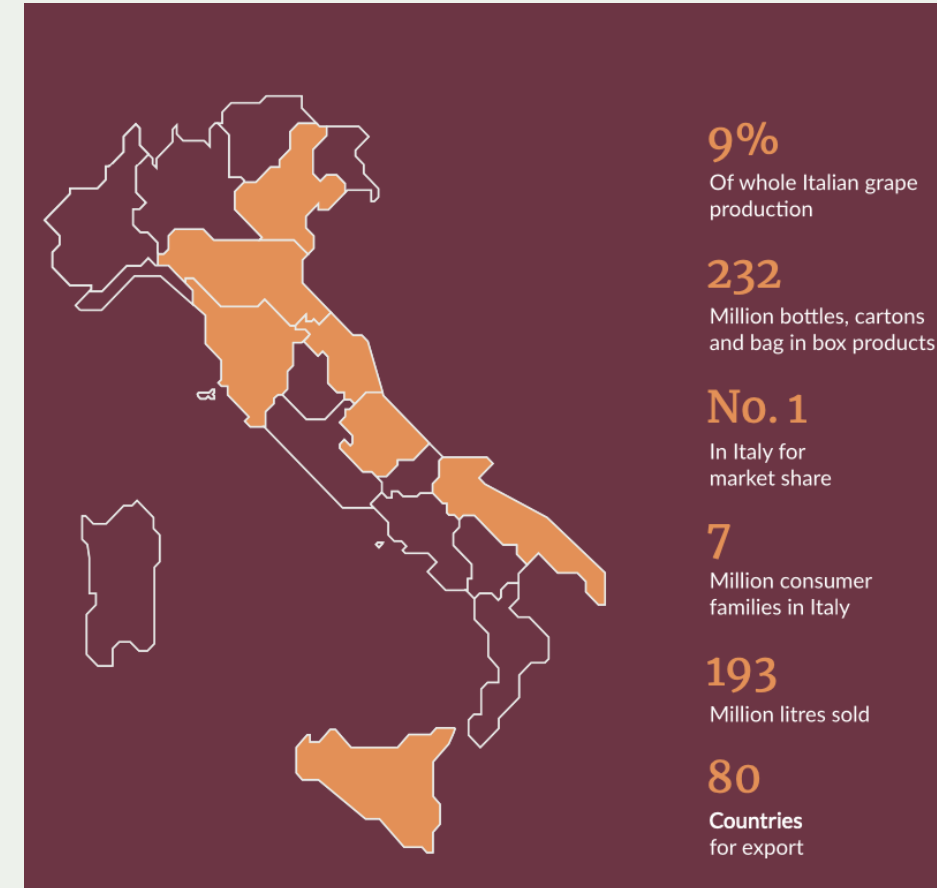 9%
Of whole Italian grape
production
232
Million bottles, cartons
and bag in box products
No. 1
In Italy for
market share
7
Million consumer
families in Italy
193
Million litres sold
80
Countries
for export